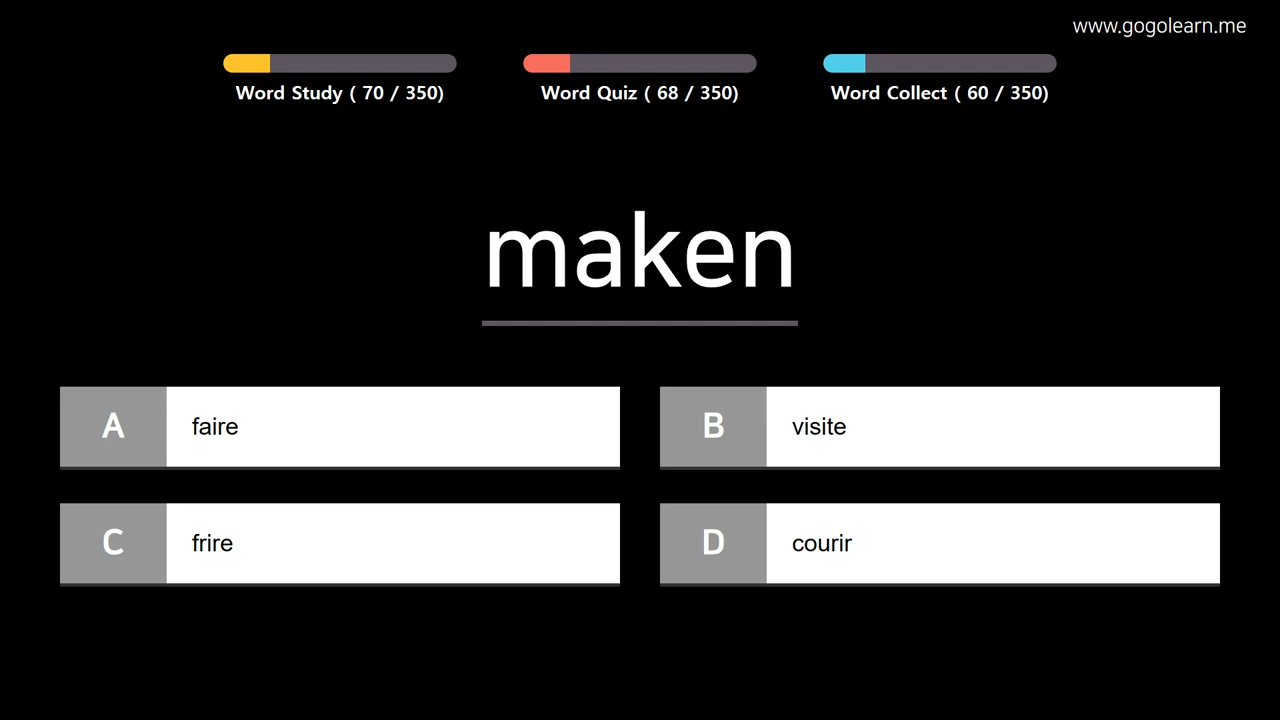 www.gogolearn.me
Word Study ( 70 / 350)
Word Quiz ( 68 / 350)
Word Collect ( 60 / 350)
maken
A faire
B visite
C frire
D courir